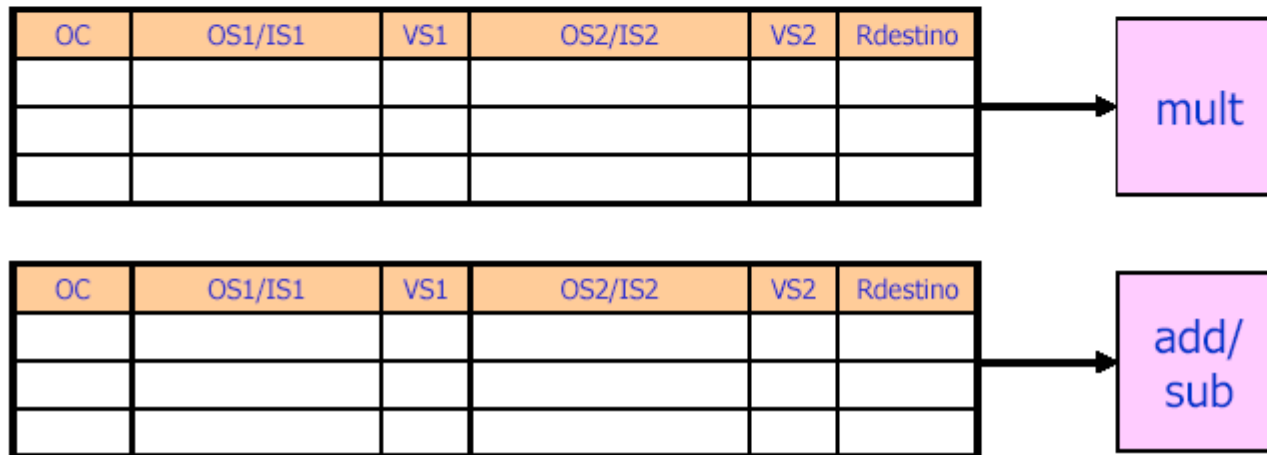 OC OS1/IS1 VS1 OS2/IS2 VS2 Rdestino
mult
OC OS1/IS1 VS1 OS2/IS2 VS2 Rdestino
add/
sub